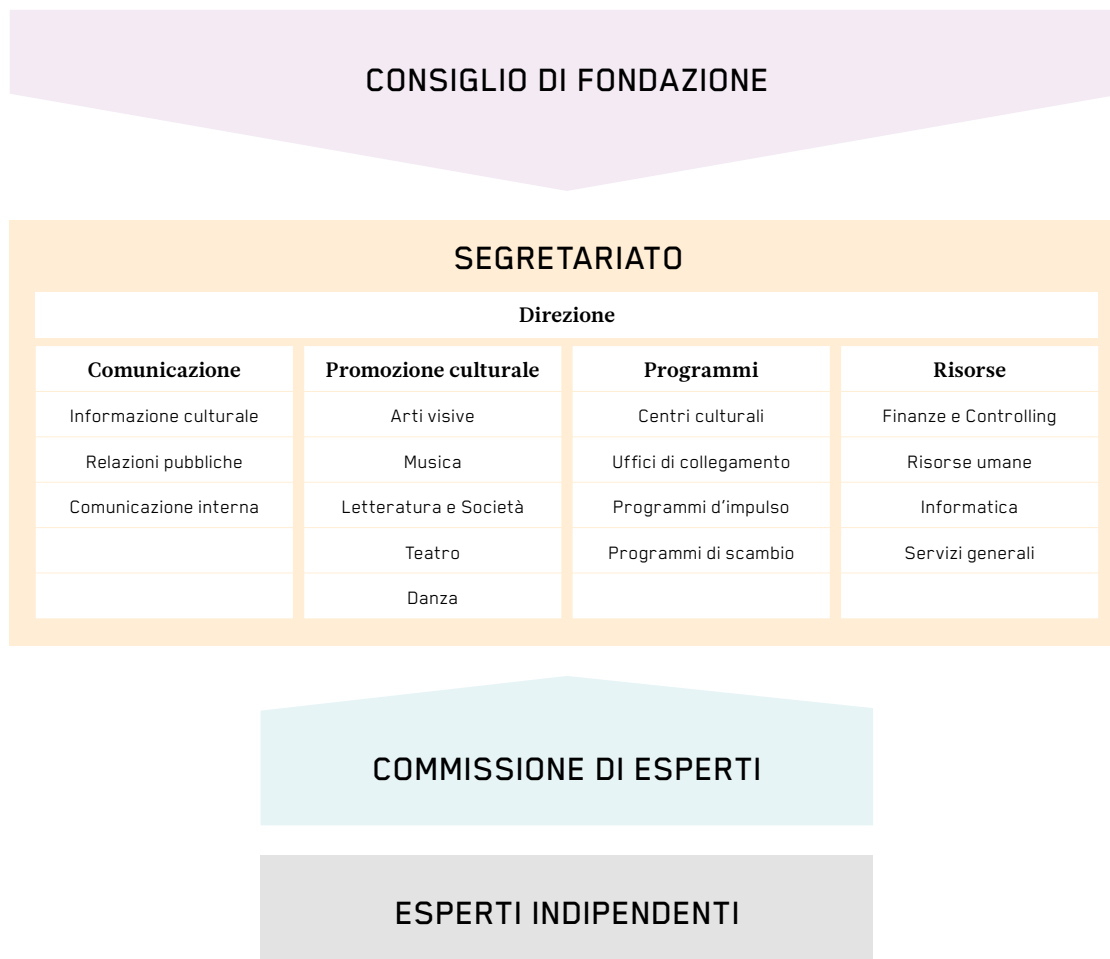 CONSIGLIO DI FONDAZIONE
SEGRETARIATO
Direzione
Comunicazione
Informazione culturale
Relazioni pubbliche
Comunicazione interna
Promozione culturale
Arti visive
Musica
Letteratura e Società
Teatro
Danza
Programmi
Centri culturali
Uffici di collegamento
Programmi d’impulso
Programmi di scambio
Risorse
Finanze e Controlling
Risorse umane
Informatica
Servizi generali
COMMISSIONE DI ESPERTI
ESPERTI INDIPENDENTI